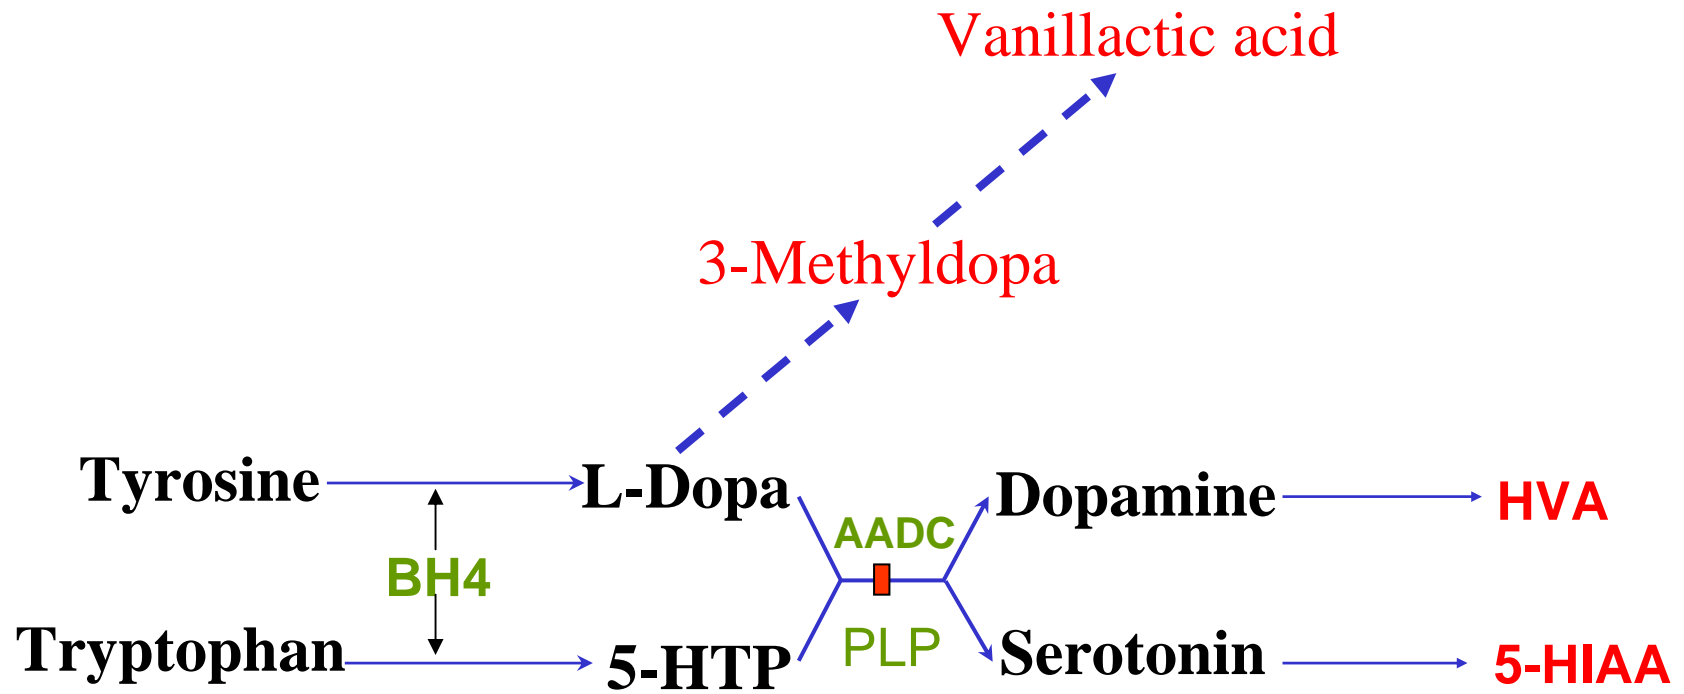 Vanillactic acid
3-Methyldopa
Tyrosine
L-Dopa
Dopamine
HVA
AADC
BH4
PLP
Tryptophan
5-HTP
Serotonin
5-HIAA